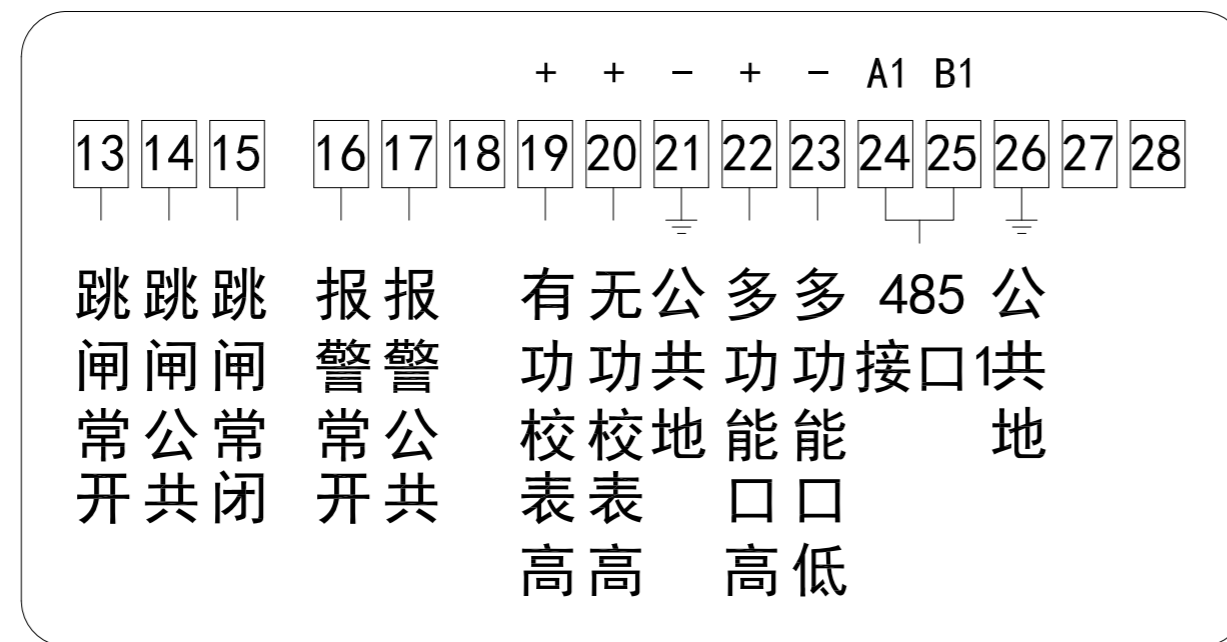 + + - + - A1 B1
13 14 15 16 17 18 19 20 21 22 23 24 25 26 27 28
跳闸常开
跳闸公共
跳闸常闭
报警常开
报警公共
有功校表高
无功校表高
公共地
多功能口高
多功能口低
485
接口1
公共地